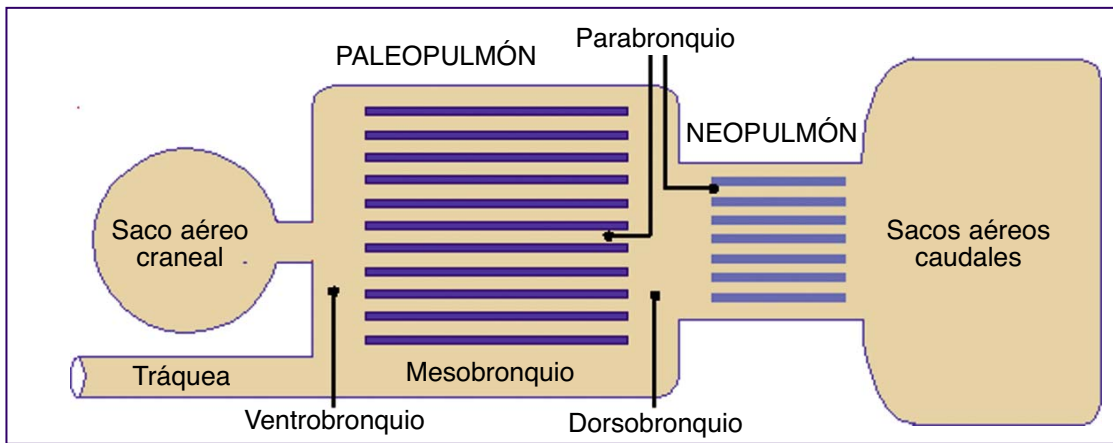 Parabronquio
PALEOPULMÓN
NEOPULMÓN
Saco aéreo
craneal
Sacos aéreos
caudales
Tráquea
Mesobronquio
Ventrobronquio
Dorsobronquio